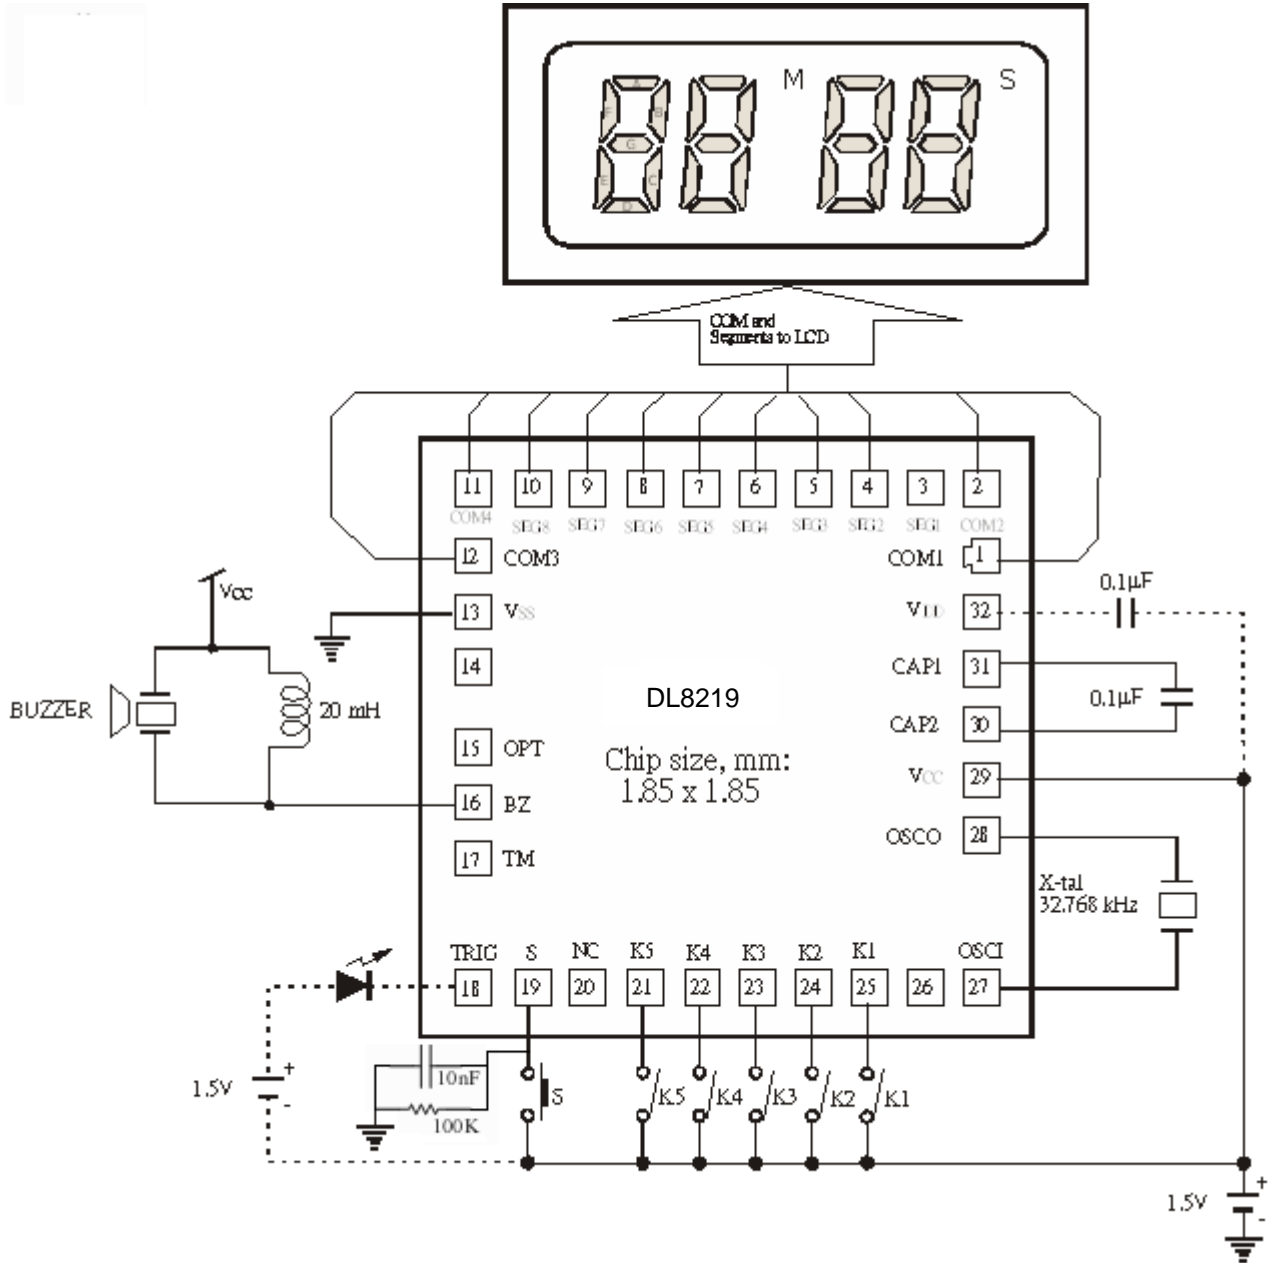 M S
A
F B
G
E C
D
COM and
Segments to LCD
11 10 9 8 7 6 5 4 3 2
COM4 SEG8 SEG7 SEG6 SEG5 SEG4 SEG3 SEG2 SEG1 COM2
12 COM3 COM1 1
VCC
0.1µF
13 VSS VDD 32
14 CAP1 31
DL8219
BUZZER 20 mH
0.1µF
CAP2 30
15 OPT
Chip size, mm:
1.85 x 1.85
VCC 29
16 BZ
OSCO 28
17 TM
X-tal
32.768 kHz
TRIG S NC K5 K4 K3 K2 K1 OSCI
18 19 20 21 22 23 24 25 26 27
1.5V + -
10nF
100K
S K5 K4 K3 K2 K1
1.5V + -